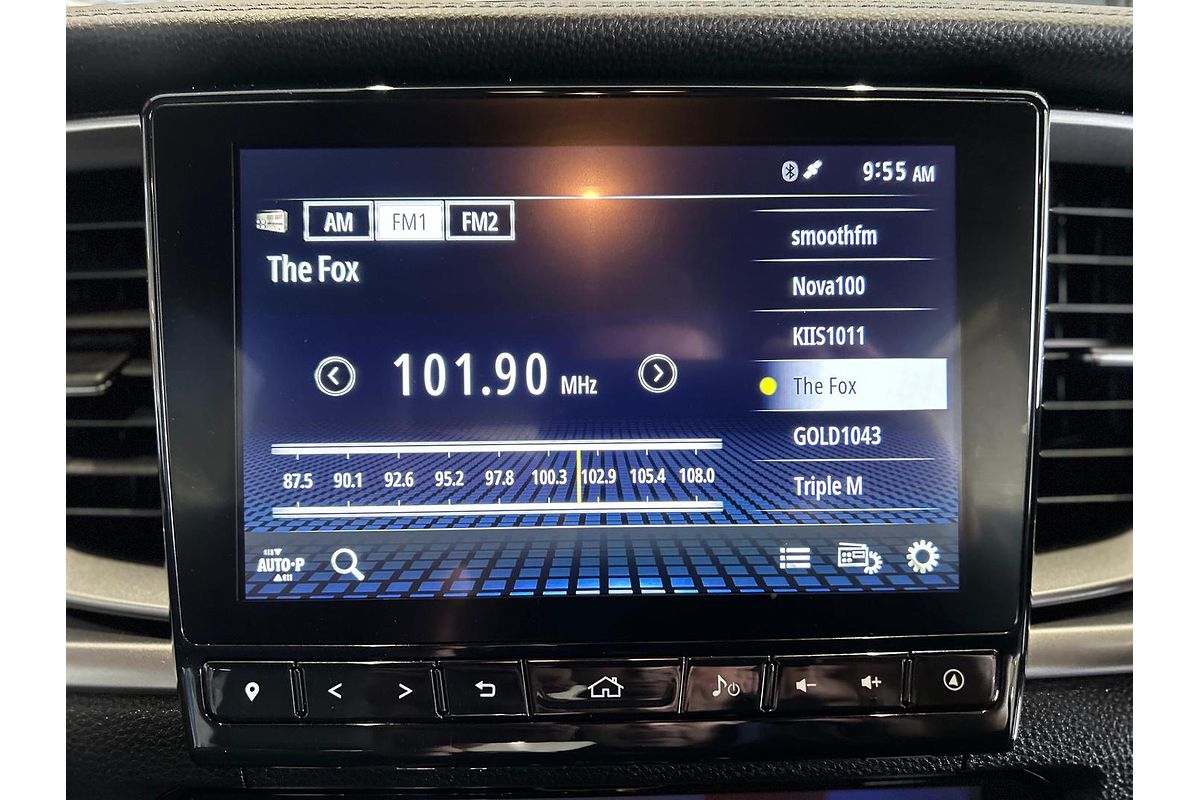 9:55 AM
AM FM1 FM2
The Fox
101.90 MHz
87.5 90.1 92.6 95.2 97.8 100.3 102.9 105.4 108.0
smoothfm
Nova100
KIIS1011
The Fox
GOLD1043
Triple M
AUTO·P